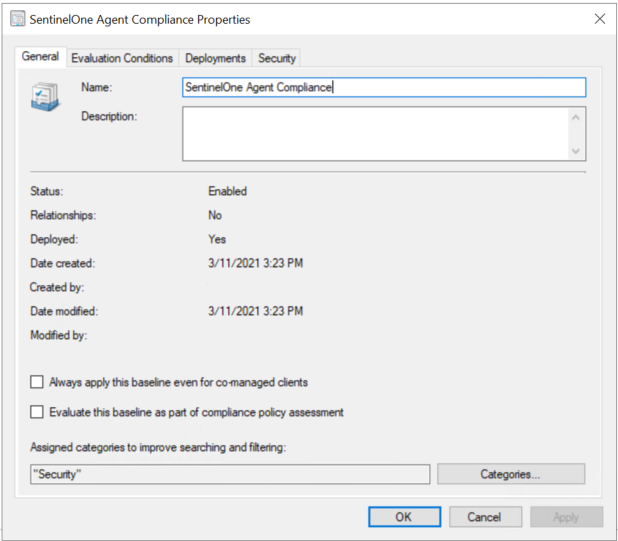 SentinelOne Agent Compliance Properties
General Evaluation Conditions Deployments Security
Name: SentinelOne Agent Compliance
Description:
Status: Enabled
Relationships: No
Deployed: Yes
Date created: 3/11/2021 3:23 PM
Created by:
Date modified: 3/11/2021 3:23 PM
Modified by:
Always apply this baseline even for co-managed clients
Evaluate this baseline as part of compliance policy assessment
Assigned categories to improve searching and filtering:
"Security" Categories...
OK Cancel Apply